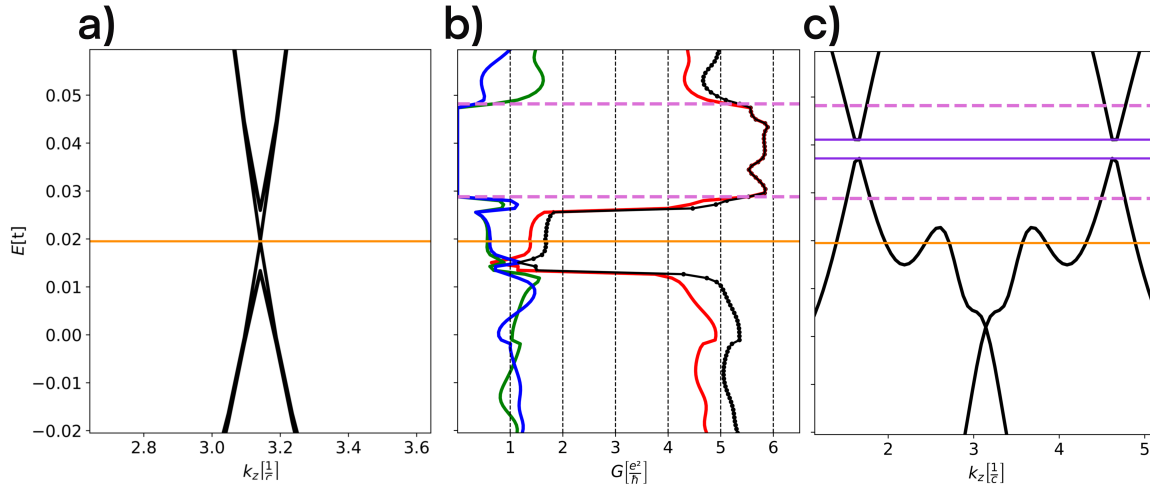 a)
b)
c)
E[t]
0.05
0.04
0.03
0.02
0.01
0.00
−0.01
−0.02
2.8 3.0 3.2 3.4 3.6
1 2 3 4 5 6
2 3 4 5
k_z[1/r]
G[e²/ℏ]
k_z[1/c]